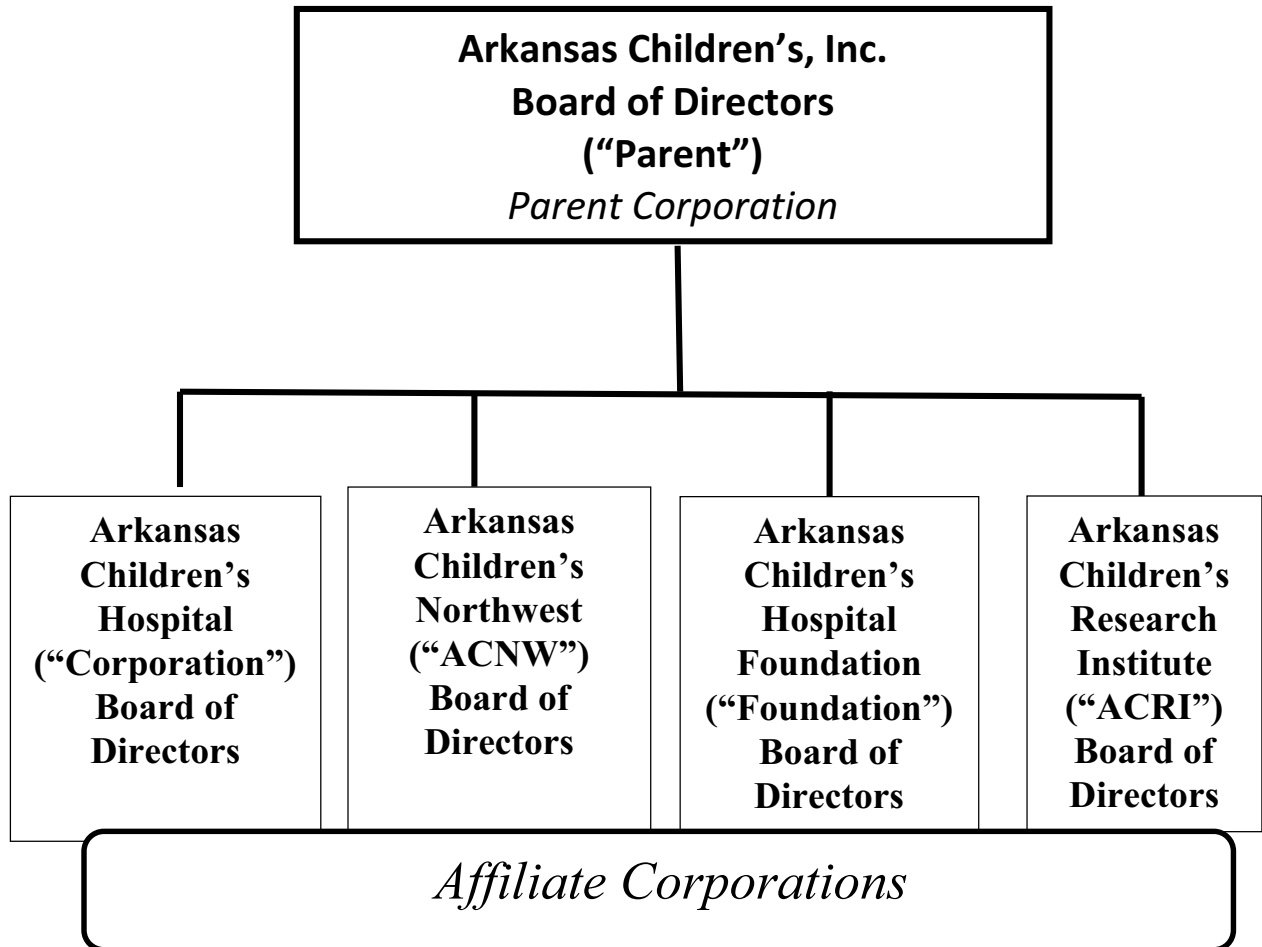 Arkansas Children’s, Inc.
Board of Directors
(“Parent”)
Parent Corporation
Arkansas
Children’s
Hospital
(“Corporation”)
Board of
Directors
Arkansas
Children’s
Northwest
(“ACNW”)
Board of
Directors
Arkansas
Children’s
Hospital
Foundation
(“Foundation”)
Board of
Directors
Arkansas
Children’s
Research
Institute
(“ACRI”)
Board of
Directors
Affiliate Corporations